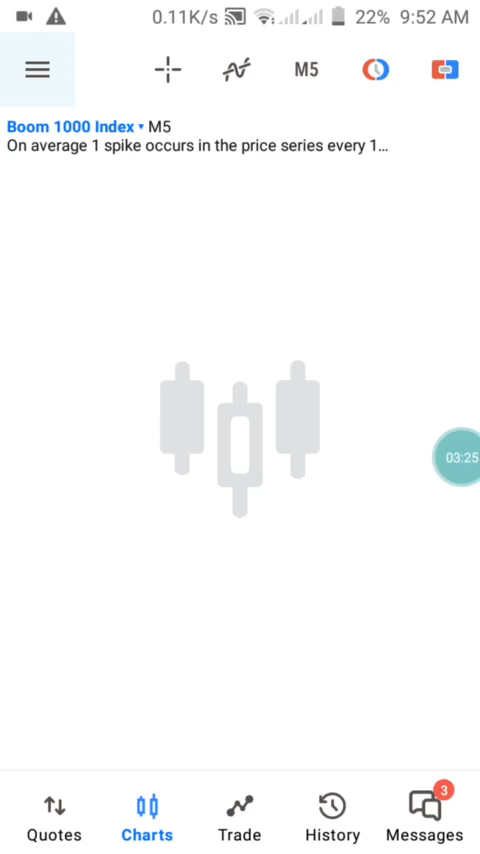 0.11K/s 22% 9:52 AM
M5
Boom 1000 Index ▾ M5
On average 1 spike occurs in the price series every 1...
03:25
3
Quotes Charts Trade History Messages